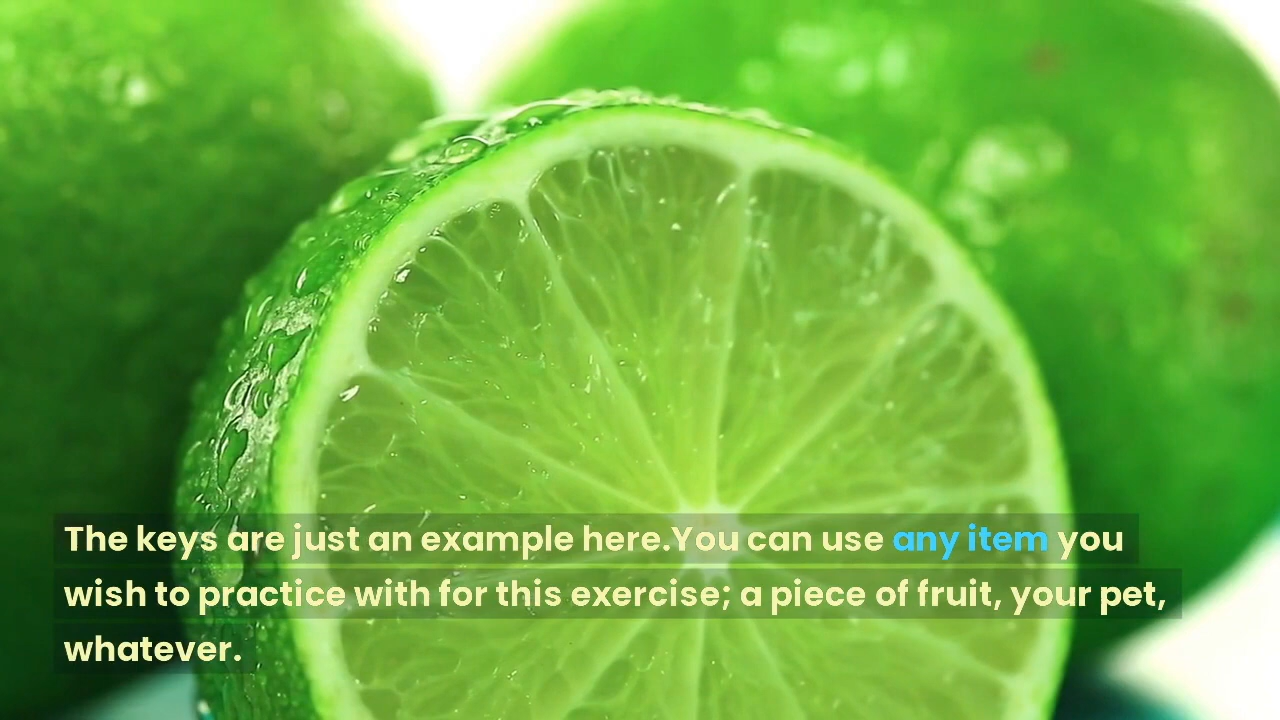 The keys are just an example here.You can use any item you
wish to practice with for this exercise; a piece of fruit, your pet,
whatever.